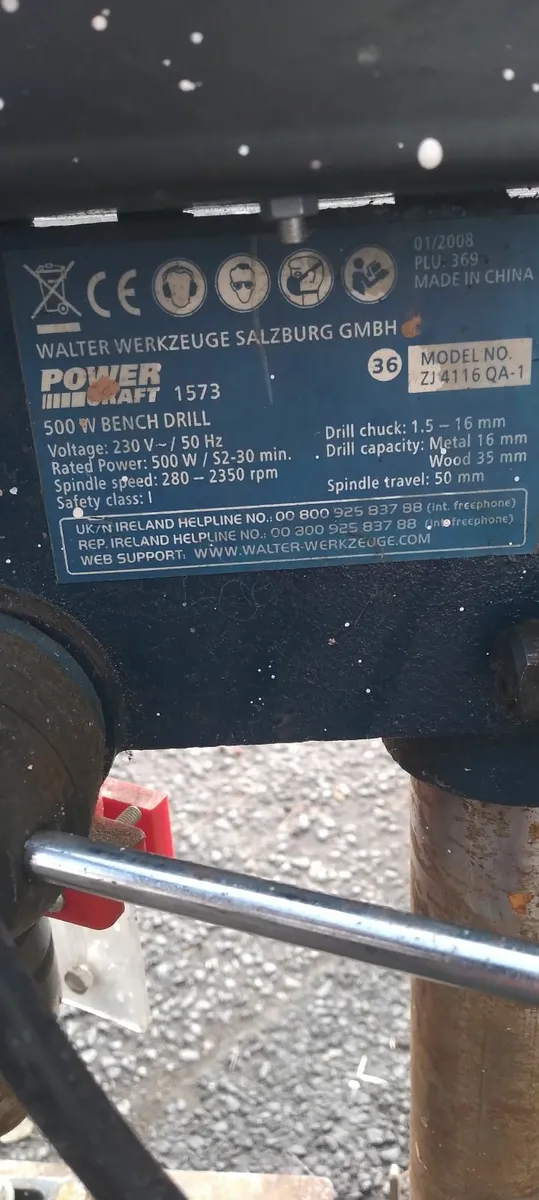 01/2008
PLU: 369
MADE IN CHINA
CE
WALTER WERKZEUGE SALZBURG GMBH
36
MODEL NO.
ZJ 4116 QA-1
POWER
CRAFT 1573
500 W BENCH DRILL
Voltage: 230 V~ / 50 Hz
Rated Power: 500 W / S2-30 min.
Spindle speed: 280 – 2350 rpm
Safety class: I
Drill chuck: 1.5 – 16 mm
Drill capacity: Metal 16 mm
Wood 35 mm
Spindle travel: 50 mm
UK/N IRELAND HELPLINE NO.: 00 800 925 837 88 (int. freephone)
REP. IRELAND HELPLINE NO.: 00 800 925 837 88 (int. freephone)
WEB SUPPORT: WWW.WALTER-WERKZEUGE.COM